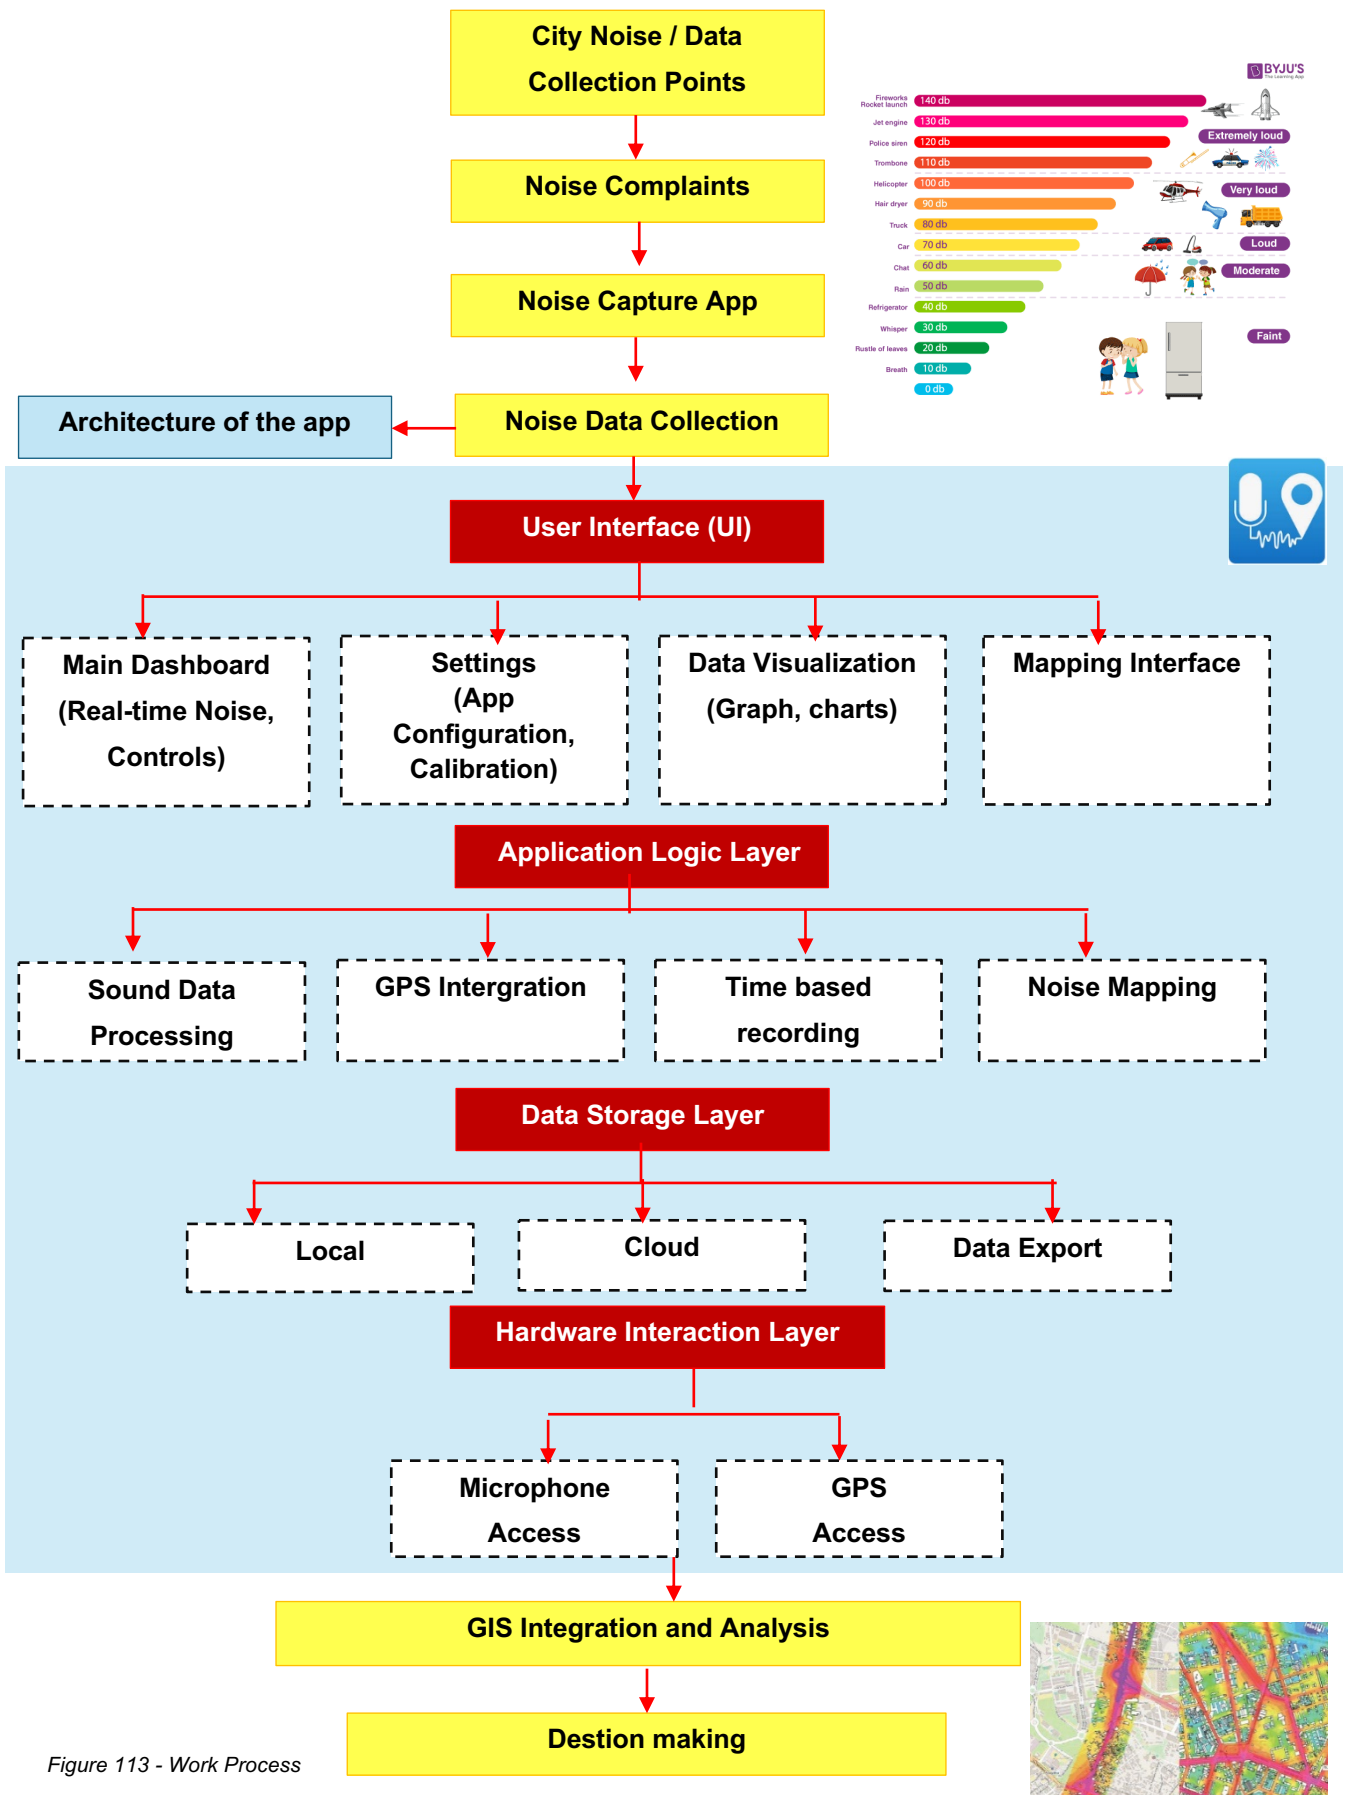 City Noise / Data
Collection Points
Noise Complaints
Noise Capture App
Noise Data Collection
Architecture of the app
BYJU'S
The Learning App
Fireworks
Rocket launch
140 db
Jet engine
130 db
Extremely loud
Police siren
120 db
Trombone
110 db
Helicopter
100 db
Very loud
Hair dryer
90 db
Truck
80 db
Car
70 db
Loud
Chat
60 db
Moderate
Rain
50 db
Refrigerator
40 db
Whisper
30 db
Faint
Rustle of leaves
20 db
Breath
10 db
0 db
User Interface (UI)
Main Dashboard
(Real-time Noise,
Controls)
Settings
(App
Configuration,
Calibration)
Data Visualization
(Graph, charts)
Mapping Interface
Application Logic Layer
Sound Data
Processing
GPS Intergration
Time based
recording
Noise Mapping
Data Storage Layer
Local
Cloud
Data Export
Hardware Interaction Layer
Microphone
Access
GPS
Access
GIS Integration and Analysis
Destion making
Figure 113 - Work Process